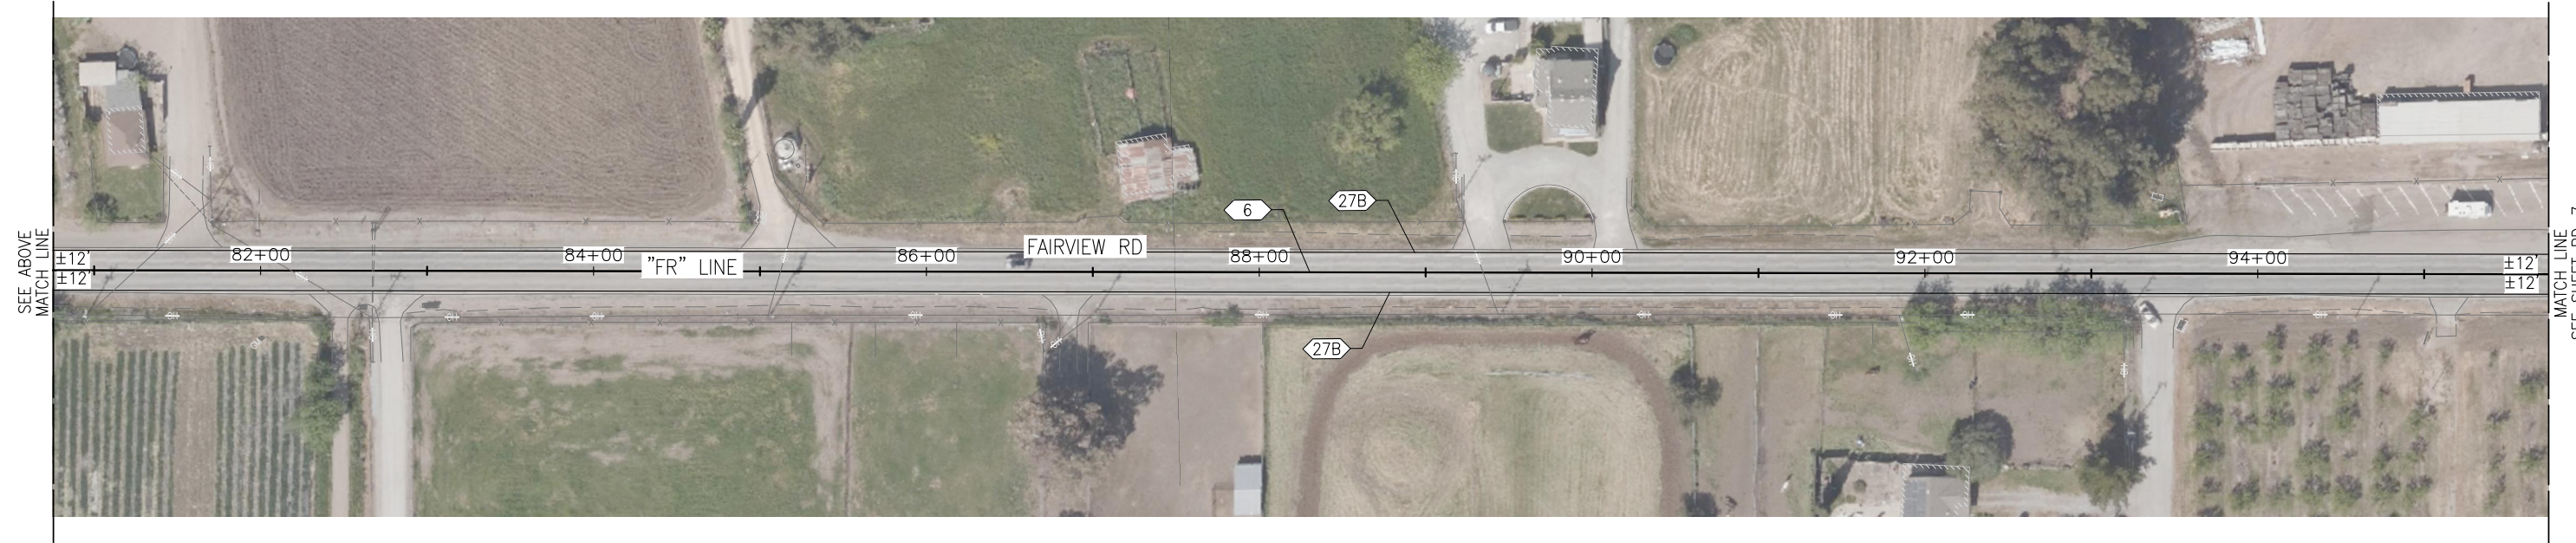 SEE ABOVE
MATCH LINE
±12'
±12'
82+00
84+00
"FR" LINE
86+00
FAIRVIEW RD
6
27B
88+00
27B
90+00
92+00
94+00
±12'
±12'
MATCH LINE